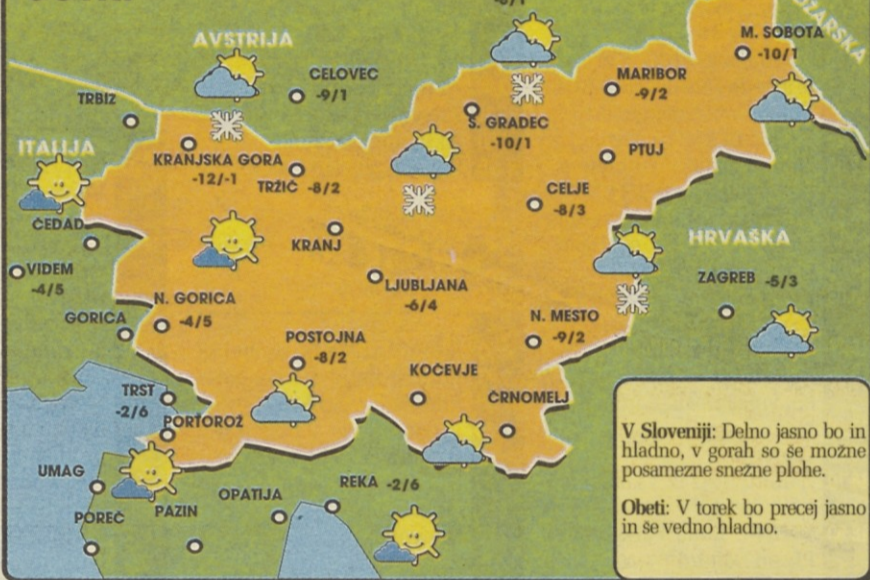 AVSTRIJA
M. SOBOTA
-10/1
CELOVEC
-9/1
MARIBOR
-9/2
TRBIŽ
S. GRADEC
-10/1
ITALIJA
KRANJSKA GORA
-12/-1
TRŽIČ -8/2
PTUJ
CELJE
-8/3
ČEDAD
KRANJ
HRVAŠKA
VIDEM
-4/5
LJUBLJANA
-6/4
ZAGREB -5/3
N. GORICA
-4/5
GORICA
N. MESTO
-9/2
POSTOJNA
-8/2
KOČEVJE
TRST
-2/6
ČRNOMELJ
PORTOROŽ
V Sloveniji: Delno jasno bo in
hladno, v gorah so še možne
posamezne snežne plohe.
Obeti: V torek bo precej jasno
in še vedno hladno.
UMAG
OPATIJA
REKA -2/6
POREČ
PAZIN